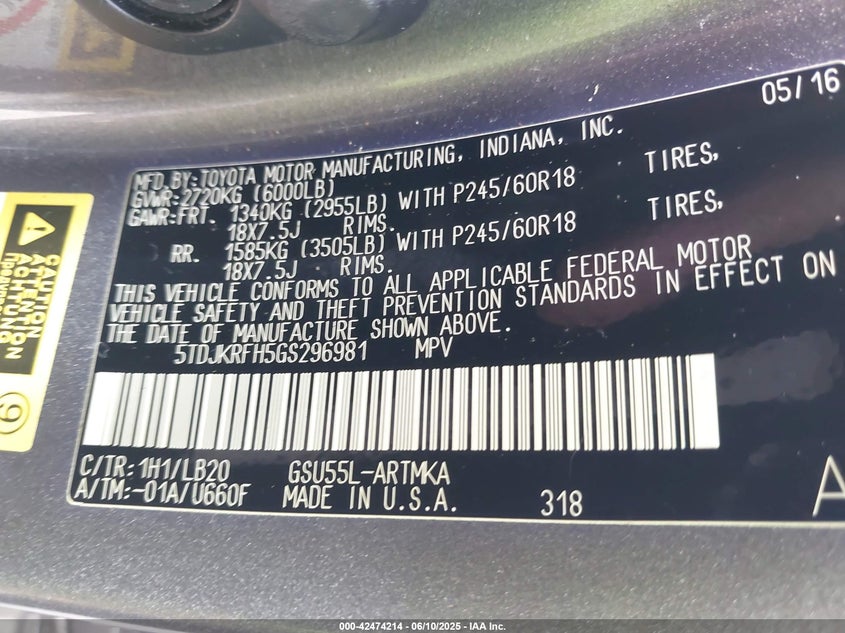 05/16
MFD.BY:TOYOTA MOTOR MANUFACTURING, INDIANA, INC.
GVWR:2720KG (6000LB)
GAWR:FRT. 1340KG (2955LB) WITH P245/60R18 TIRES,
18X7.5J RIMS.
RR. 1585KG (3505LB) WITH P245/60R18 TIRES,
18X7.5J RIMS.
THIS VEHICLE CONFORMS TO ALL APPLICABLE FEDERAL MOTOR
VEHICLE SAFETY AND THEFT PREVENTION STANDARDS IN EFFECT ON
THE DATE OF MANUFACTURE SHOWN ABOVE.
5TDJKRFH5GS296981 MPV
C/TR:1H1/LB20 GSU55L-ARTMKA
A/TM:-01A/U660F MADE IN U.S.A. 318
A
CAUTION
ATTENTION
ACHTUNG
000-42474214 - 06/10/2025 - IAA Inc.